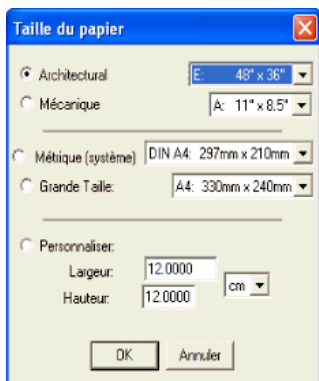 Taille du papier
Architectural E: 48" x 36"
Mécanique A: 11" x 8.5"
Métrique (système) DIN A4: 297mm x 210mm
Grande Taille: A4: 330mm x 240mm
Personnaliser:
Largeur: 12.0000
cm
Hauteur: 12.0000
OK Annuler